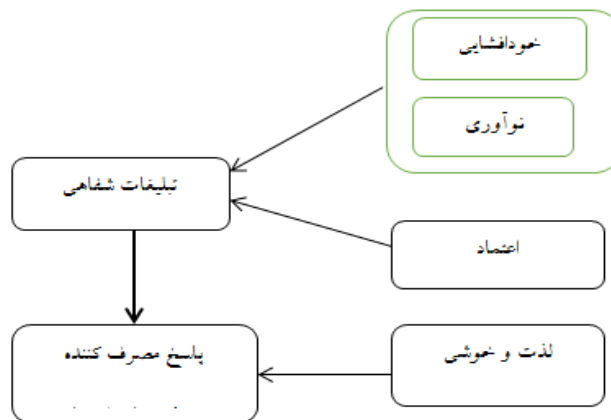 خودافشایی
نوآوری
تبلیغات شفاهی
اعتماد
پاسخ مصرف کننده
لذت و خوشی